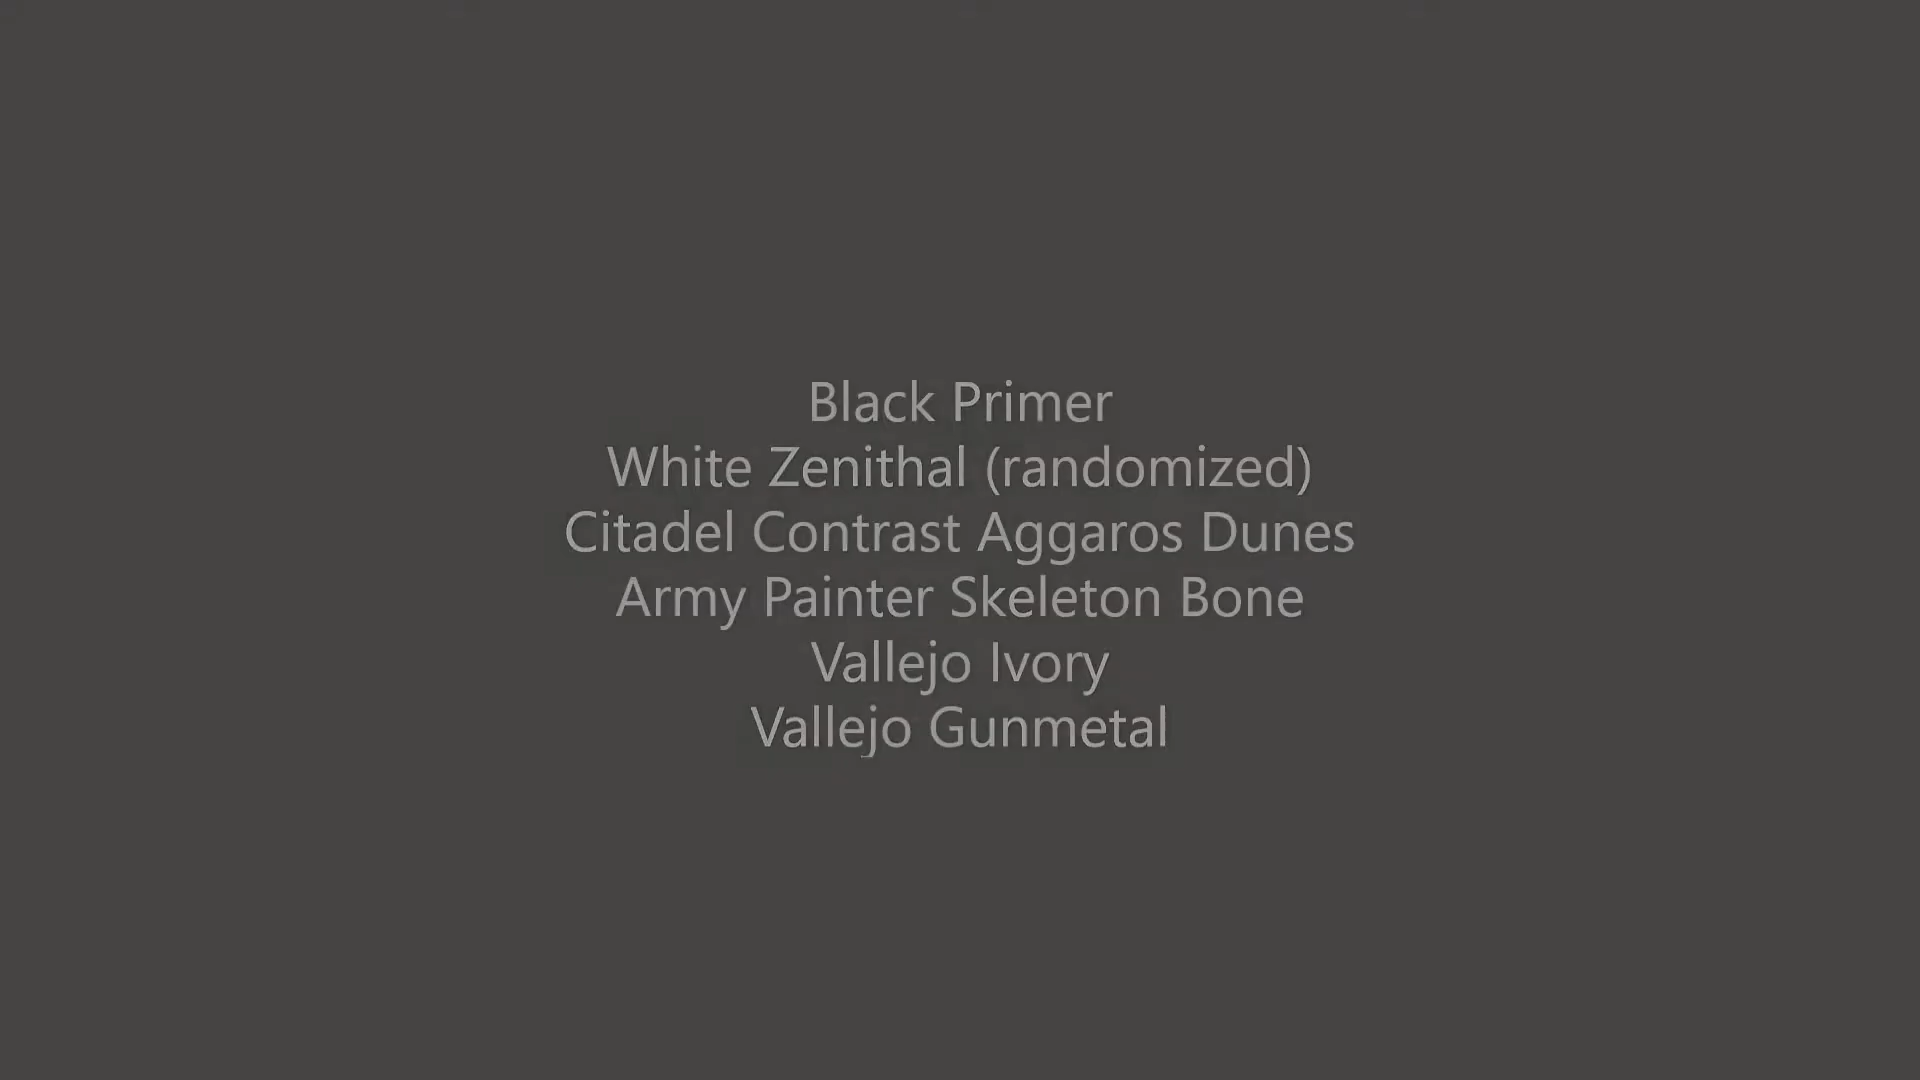 Black Primer
White Zenithal (randomized)
Citadel Contrast Aggaros Dunes
Army Painter Skeleton Bone
Vallejo Ivory
Vallejo Gunmetal